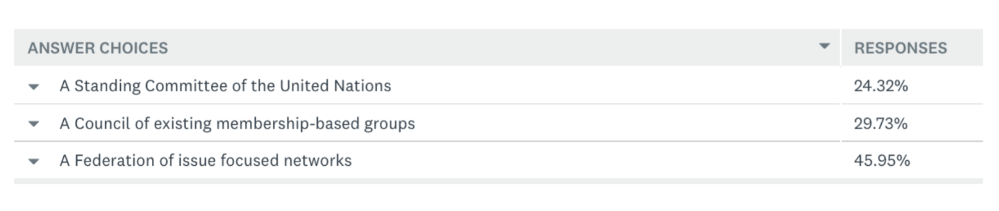 ANSWER CHOICES RESPONSES
A Standing Committee of the United Nations 24.32%
A Council of existing membership-based groups 29.73%
A Federation of issue focused networks 45.95%